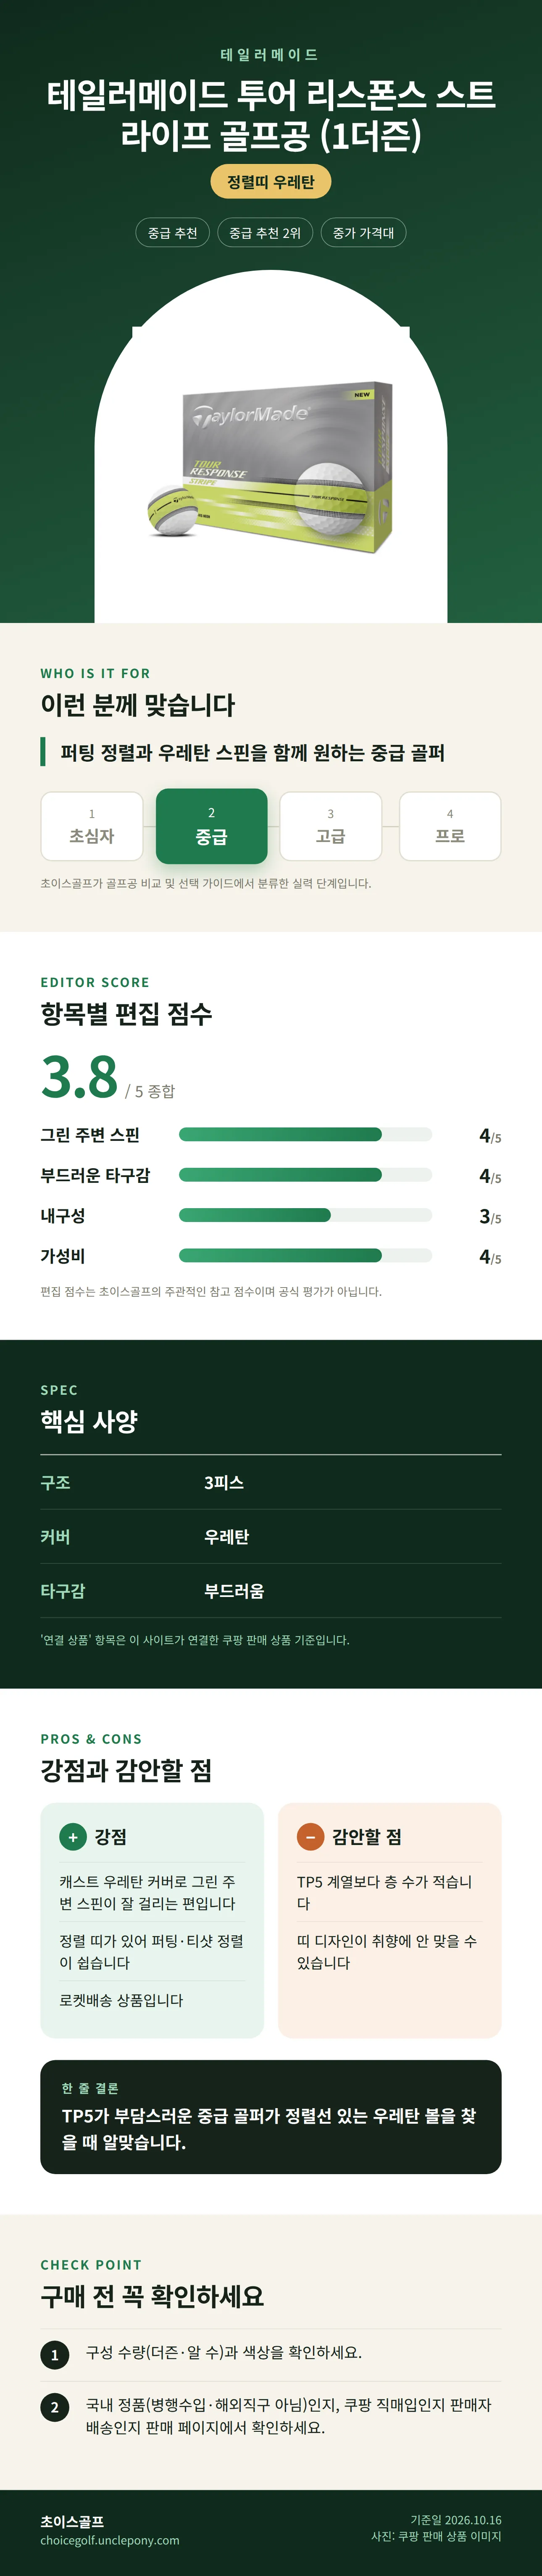 테일러메이드
테일러메이드 투어 리스폰스 스트
라이프 골프공 (1더즌)
정렬띠 우레탄
중급 추천
중급 추천 2위
중가 가격대
NEW
TaylorMade
TOUR
RESPONSE
STRIPE
WHO IS IT FOR
이런 분께 맞습니다
퍼팅 정렬과 우레탄 스핀을 함께 원하는 중급 골퍼
1
초심자
2
중급
3
고급
4
프로
초이스골프가 골프공 비교 및 선택 가이드에서 분류한 실력 단계입니다.
EDITOR SCORE
항목별 편집 점수
3.8 / 5 종합
그린 주변 스핀 4/5
부드러운 타구감 4/5
내구성 3/5
가성비 4/5
편집 점수는 초이스골프의 주관적인 참고 점수이며 공식 평가가 아닙니다.
SPEC
핵심 사양
구조 3피스
커버 우레탄
타구감 부드러움
'연결 상품' 항목은 이 사이트가 연결한 쿠팡 판매 상품 기준입니다.
PROS & CONS
강점과 감안할 점
+ 강점
캐스트 우레탄 커버로 그린 주
변 스핀이 잘 걸리는 편입니다
정렬 띠가 있어 퍼팅·티샷 정렬
이 쉽습니다
로켓배송 상품입니다
− 감안할 점
TP5 계열보다 층 수가 적습니
다
띠 디자인이 취향에 안 맞을 수
있습니다
한 줄 결론
TP5가 부담스러운 중급 골퍼가 정렬선 있는 우레탄 볼을 찾
을 때 알맞습니다.
CHECK POINT
구매 전 꼭 확인하세요
1 구성 수량(더즌·알 수)과 색상을 확인하세요.
2 국내 정품(병행수입·해외직구 아님)인지, 쿠팡 직매입인지 판매자
배송인지 판매 페이지에서 확인하세요.
초이스골프
choicegolf.unclepony.com
기준일 2026.10.16
사진: 쿠팡 판매 상품 이미지